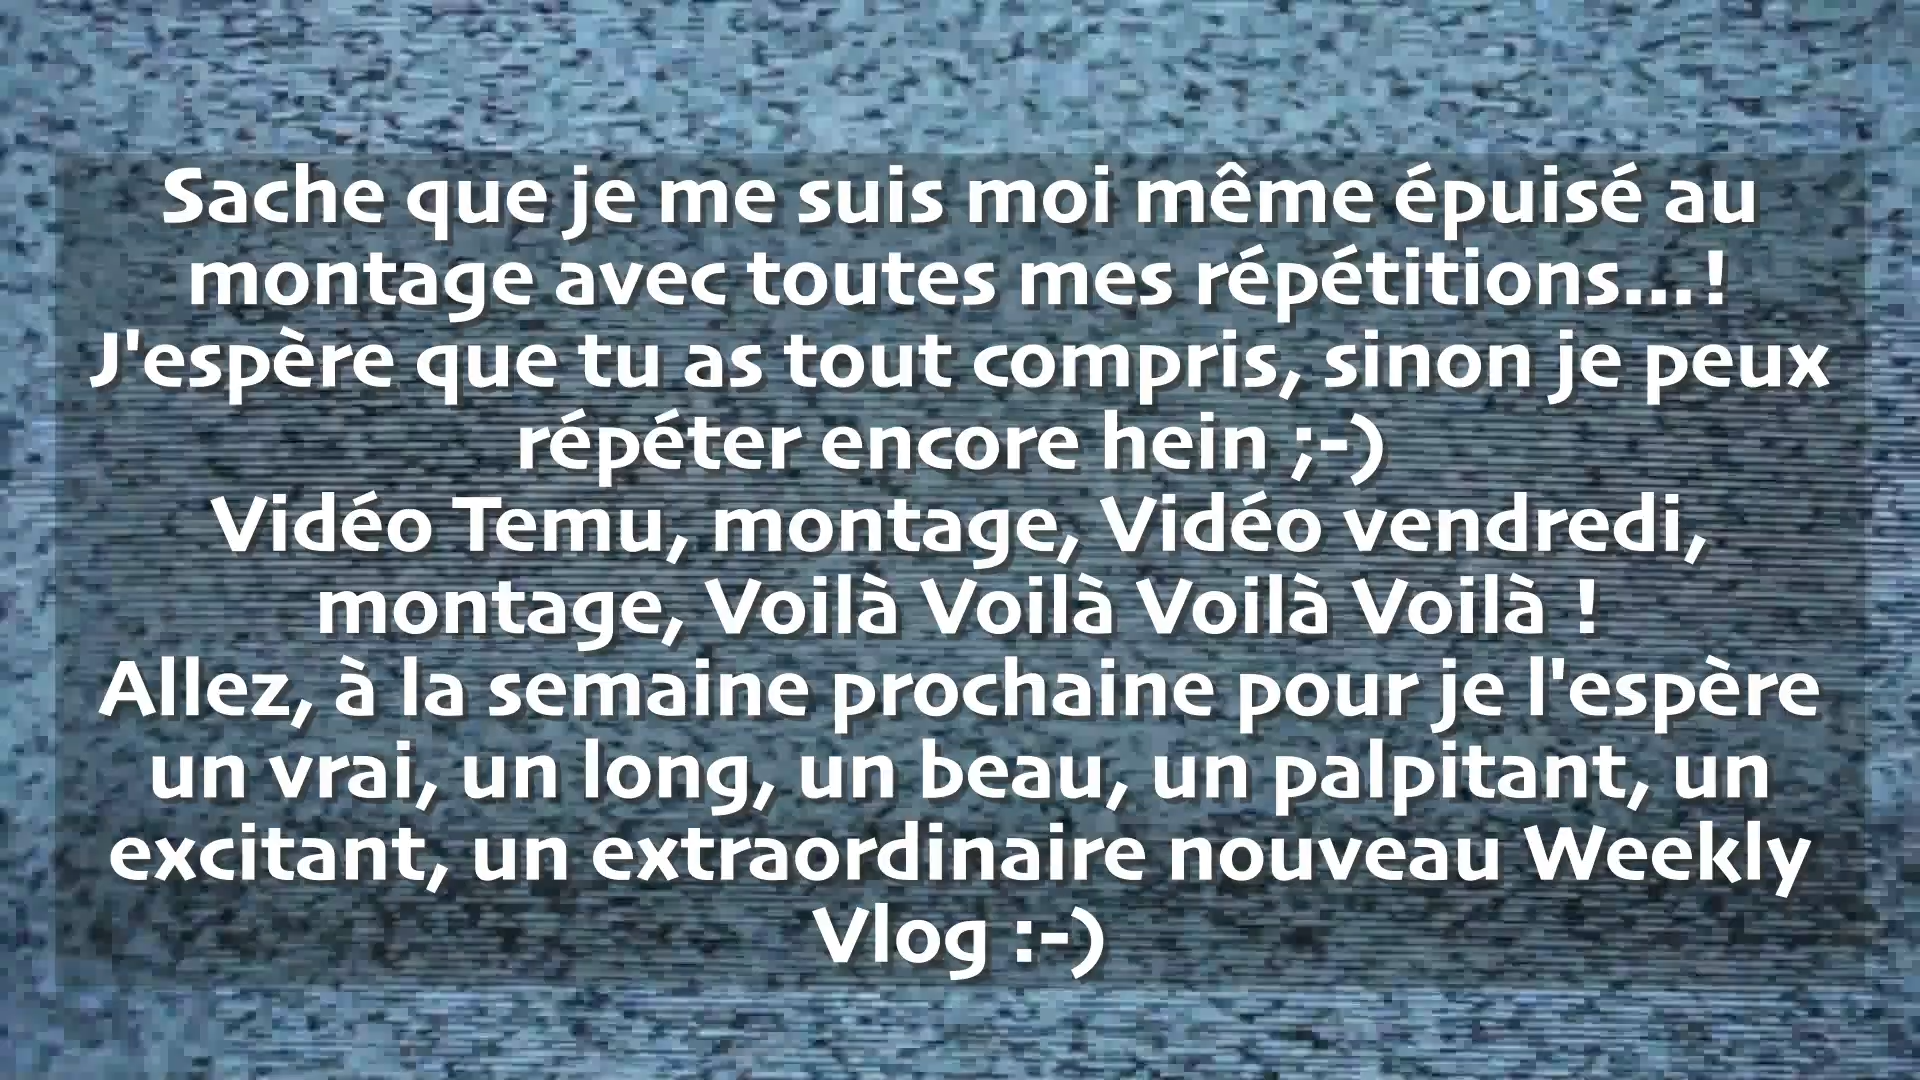 Sache que je me suis moi même épuisé au
montage avec toutes mes répétitions...!
J'espère que tu as tout compris, sinon je peux
répéter encore hein ;-)
Vidéo Temu, montage, Vidéo vendredi,
montage, Voilà Voilà Voilà Voilà !
Allez, à la semaine prochaine pour je l'espère
un vrai, un long, un beau, un palpitant, un
excitant, un extraordinaire nouveau Weekly
Vlog :-)